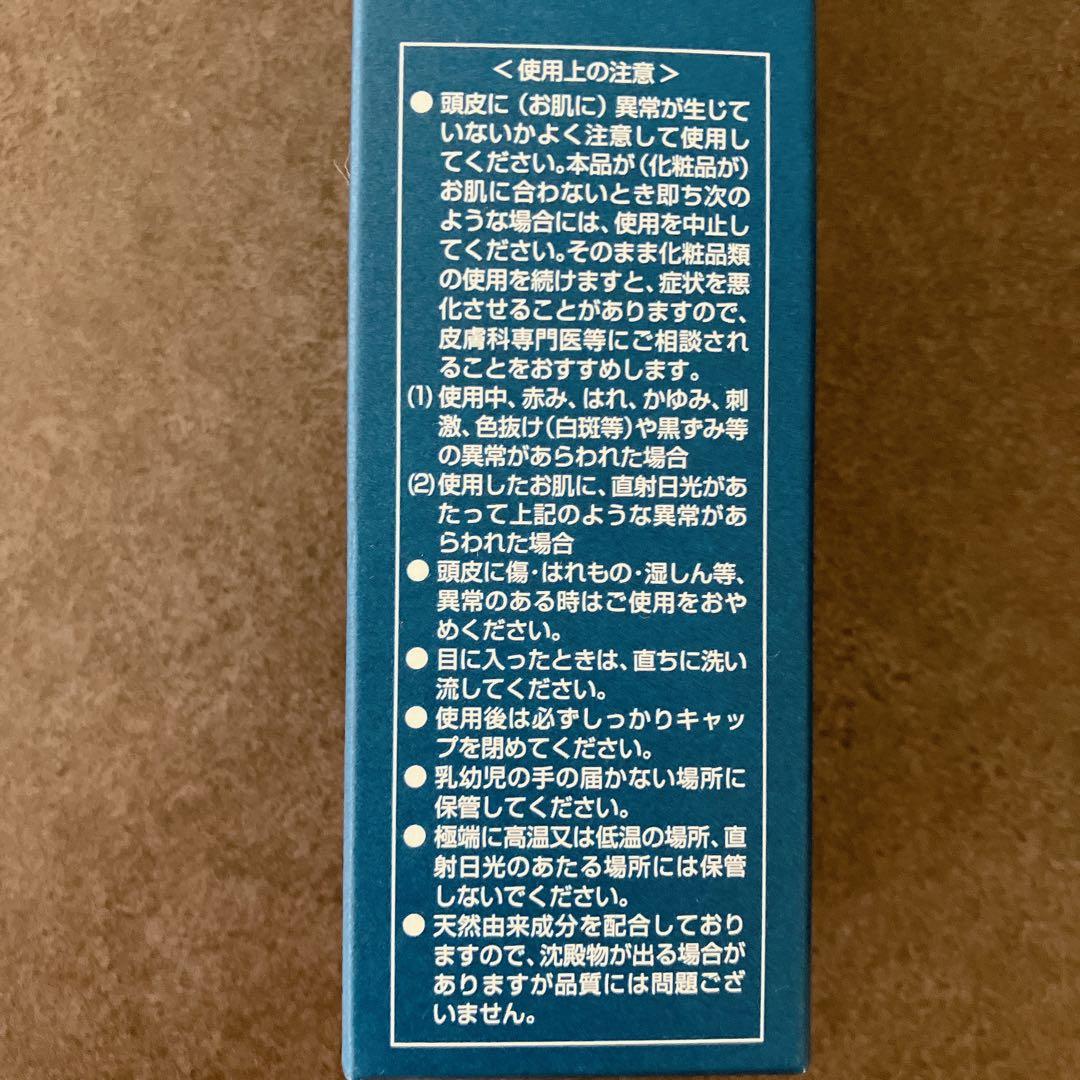 <使用上の注意>
● 頭皮に(お肌に)異常が生じて
いないかよく注意して使用し
てください。本品が(化粧品が)
お肌に合わないとき即ち次の
ような場合には、使用を中止し
てください。そのまま化粧品類
の使用を続けますと、症状を悪
化させることがありますので、
皮膚科専門医等にご相談され
ることをおすすめします。
(1) 使用中、赤み、はれ、かゆみ、刺
激、色抜け(白斑等)や黒ずみ等
の異常があらわれた場合
(2)使用したお肌に、直射日光があ
たって上記のような異常があ
らわれた場合
● 頭皮に傷・はれもの・湿しん等、
異常のある時はご使用をおや
めください。
● 目に入ったときは、直ちに洗い
流してください。
● 使用後は必ずしっかりキャッ
プを閉めてください。
● 乳幼児の手の届かない場所に
保管してください。
● 極端に高温又は低温の場所、直
射日光のあたる場所には保管
しないでください。
● 天然由来成分を配合しており
ますので、沈殿物が出る場合が
ありますが品質には問題ござ
いません。